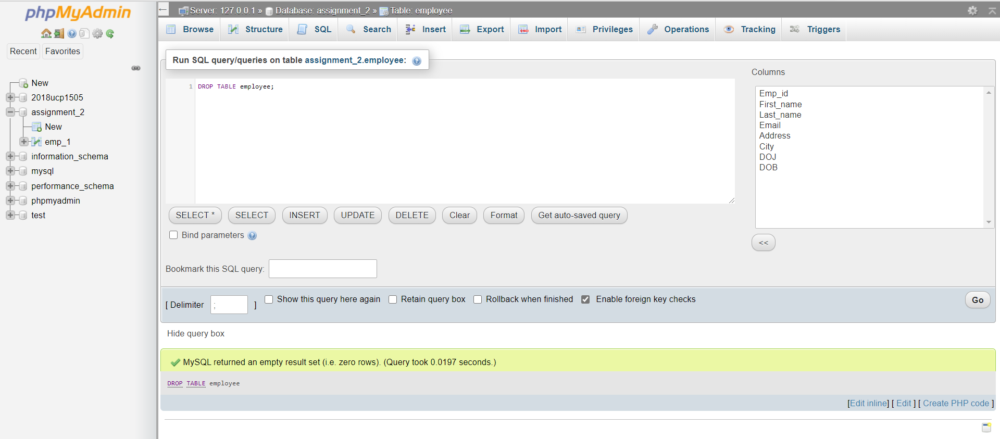 phpMyAdmin
Recent Favorites
New
2018ucp1505
assignment_2
New
emp_1
information_schema
mysql
performance_schema
phpmyadmin
test
← Server: 127.0.0.1 » Database: assignment_2 » Table: employee
Browse Structure SQL Search Insert Export Import Privileges Operations Tracking Triggers
Run SQL query/queries on table assignment_2.employee:
1 DROP TABLE employee;
Columns
Emp_id
First_name
Last_name
Email
Address
City
DOJ
DOB
<<
SELECT * SELECT INSERT UPDATE DELETE Clear Format Get auto-saved query
Bind parameters
Bookmark this SQL query:
[ Delimiter ; ] Show this query here again Retain query box Rollback when finished Enable foreign key checks Go
Hide query box
MySQL returned an empty result set (i.e. zero rows). (Query took 0.0197 seconds.)
DROP TABLE employee
[Edit inline] [ Edit ] [ Create PHP code ]